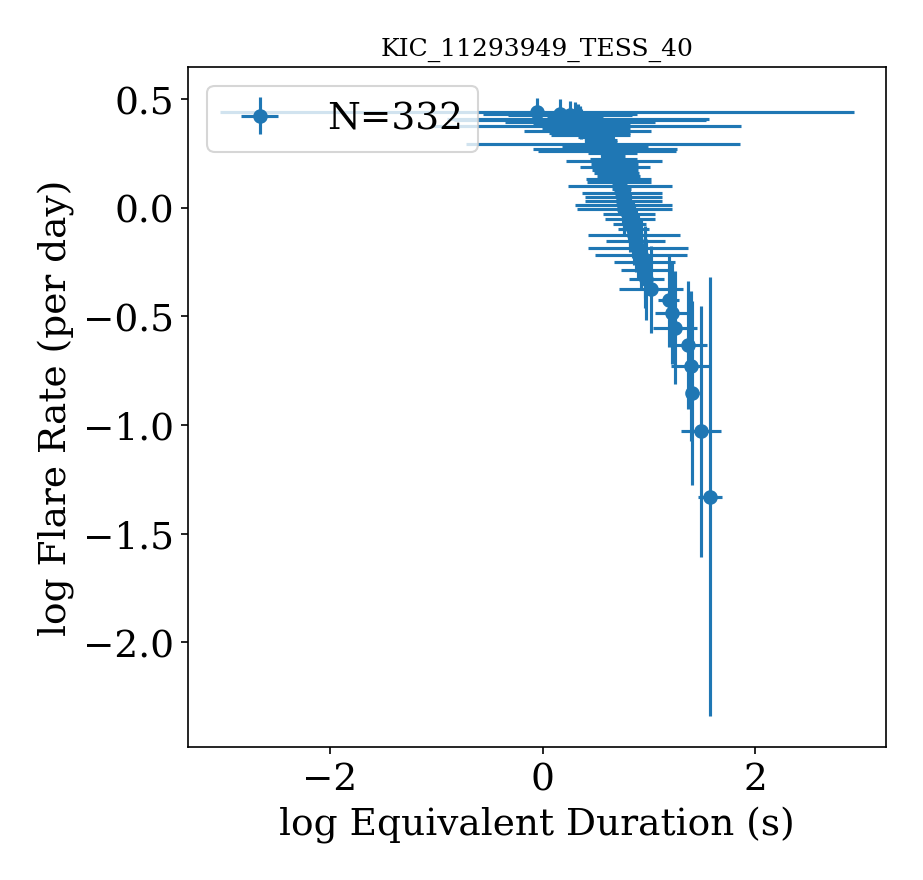 KIC_11293949_TESS_40
N=332
0.5
0.0
−0.5
−1.0
−1.5
−2.0
log Flare Rate (per day)
−2 0 2
log Equivalent Duration (s)